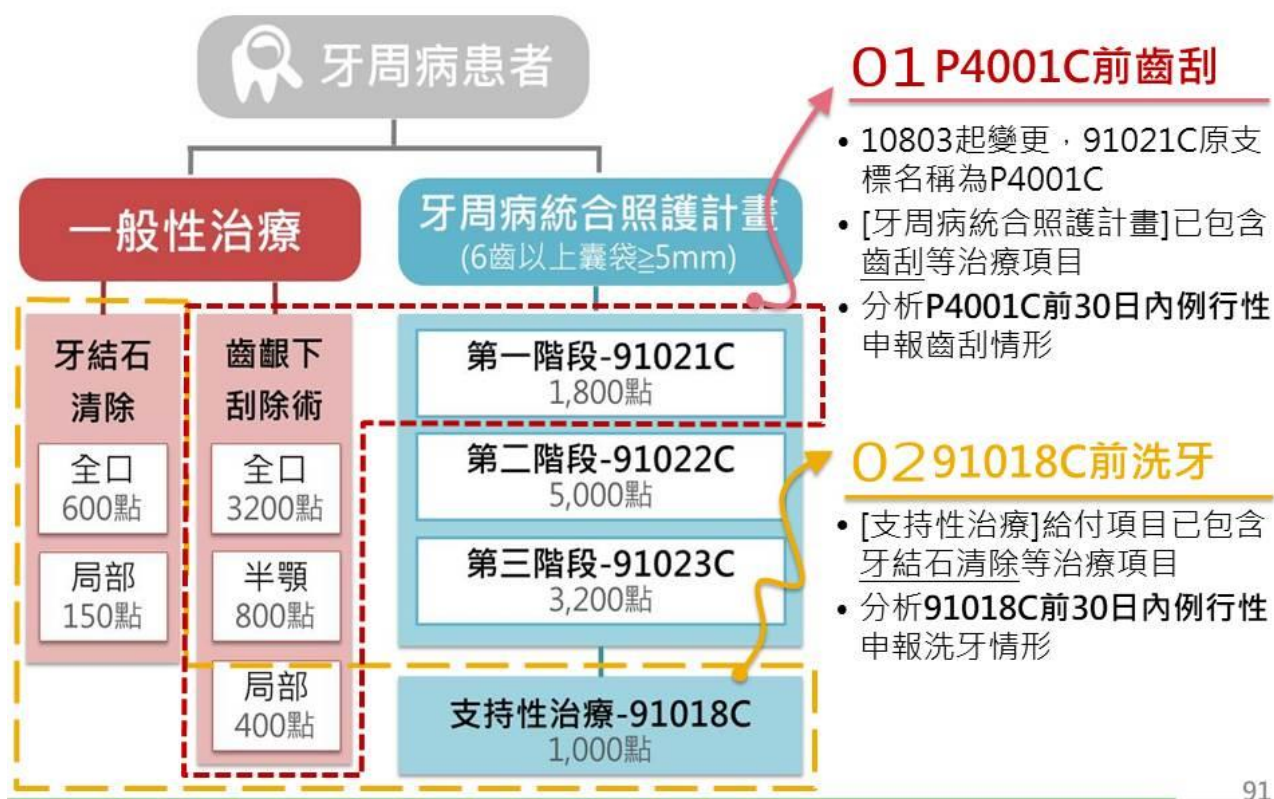 牙周病患者
一般性治療
牙周病統合照護計畫
(6齒以上囊袋≧5mm)
牙結石
清除
全口
600點
局部
150點
齒齦下
刮除術
全口
3200點
半顎
800點
局部
400點
第一階段-91021C
1,800點
第二階段-91022C
5,000點
第三階段-91023C
3,200點
支持性治療-91018C
1,000點
01 P4001C前齒刮
• 10803起變更，91021C原支
標名稱為P4001C
• [牙周病統合照護計畫]已包含
齒刮等治療項目
• 分析P4001C前30日內例行性
申報齒刮情形
02 91018C前洗牙
• [支持性治療]給付項目已包含
牙結石清除等治療項目
• 分析91018C前30日內例行性
申報洗牙情形
91